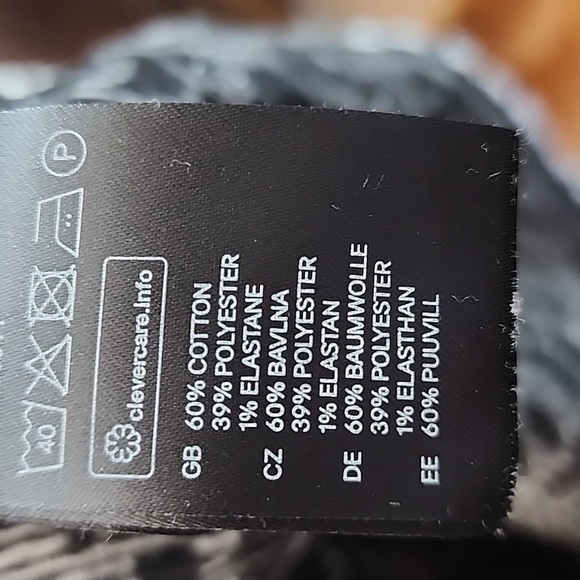 40
P
clevercare.info
GB 60% COTTON
39% POLYESTER
1% ELASTANE
CZ 60% BAVLNA
39% POLYESTER
1% ELASTAN
DE 60% BAUMWOLLE
39% POLYESTER
1% ELASTHAN
EE 60% PUUVILL